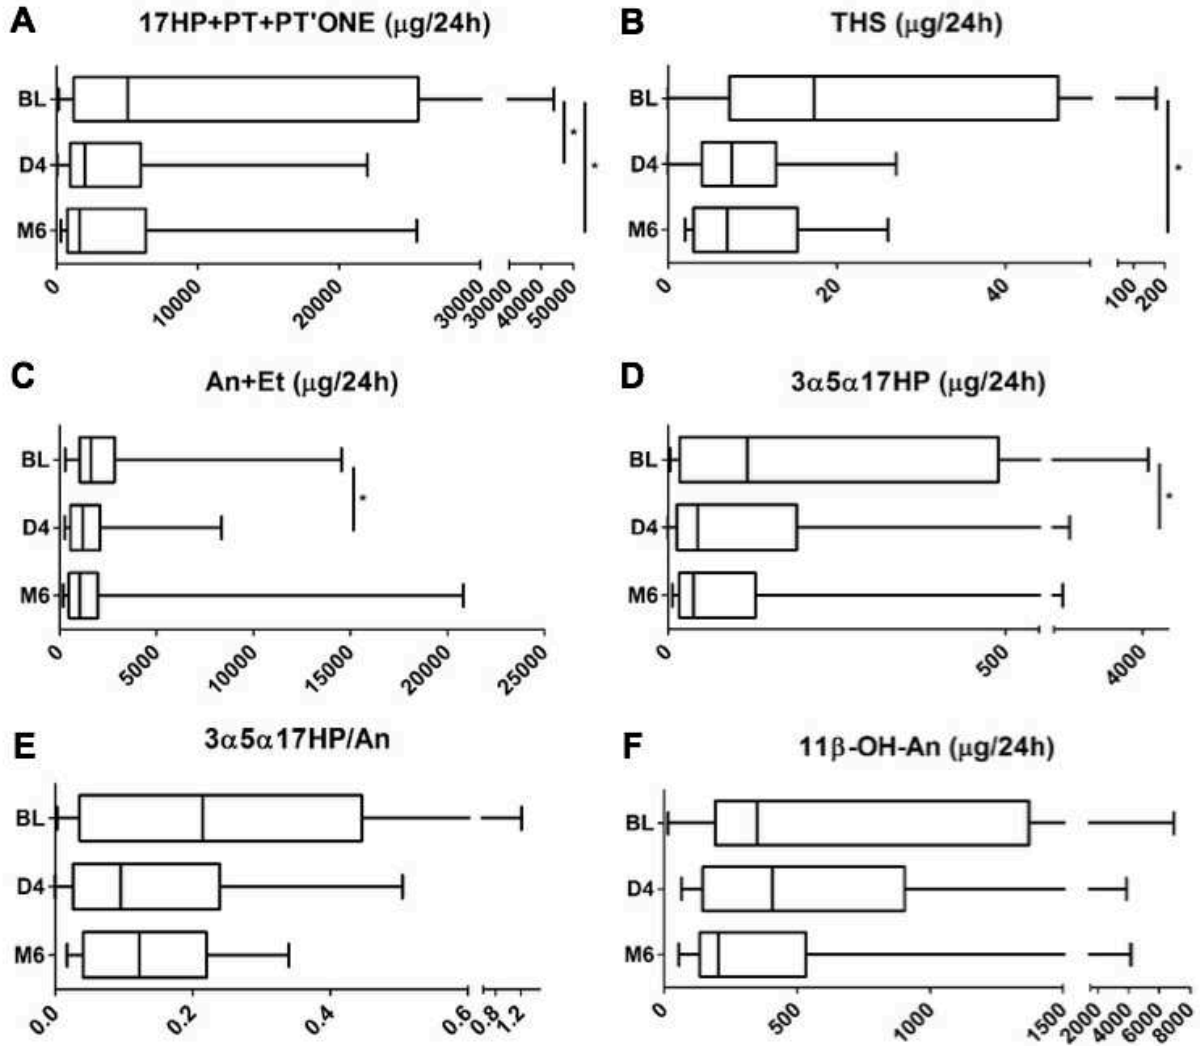 A 17HP+PT+PT'ONE (µg/24h)
BL
D4
M6
*
*
0 10000 20000 30000 30000 40000 50000
B THS (µg/24h)
BL
D4
M6
*
0 20 40 100 200
C An+Et (µg/24h)
BL
D4
M6
*
0 5000 10000 15000 20000 25000
D 3α5α17HP (µg/24h)
BL
D4
M6
*
0 500 4000
E 3α5α17HP/An
BL
D4
M6
0.0 0.2 0.4 0.6 0.8 1.2
F 11β-OH-An (µg/24h)
BL
D4
M6
0 500 1000 1500 2000 4000 6000 8000